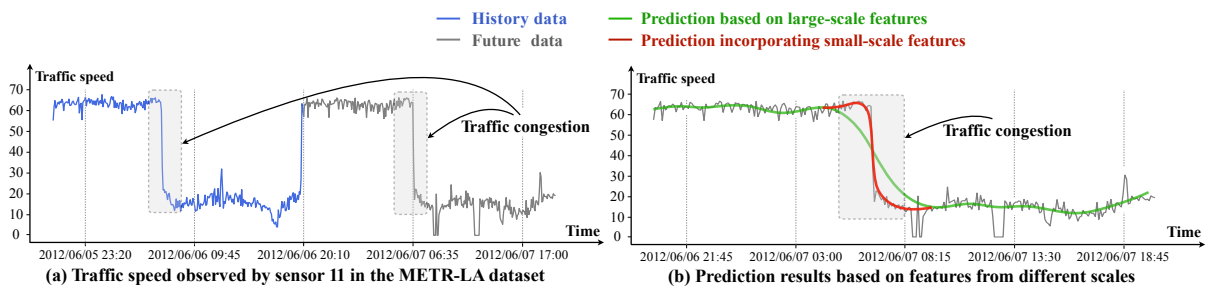 History data
Future data
Prediction based on large-scale features
Prediction incorporating small-scale features
Traffic speed
70
60
50
40
30
20
10
0
Traffic congestion
Time
2012/06/05 23:20 2012/06/06 09:45 2012/06/06 20:10 2012/06/07 06:35 2012/06/07 17:00
(a) Traffic speed observed by sensor 11 in the METR-LA dataset
Traffic speed
70
60
50
40
30
20
10
0
Traffic congestion
Time
2012/06/06 21:45 2012/06/07 03:00 2012/06/07 08:15 2012/06/07 13:30 2012/06/07 18:45
(b) Prediction results based on features from different scales